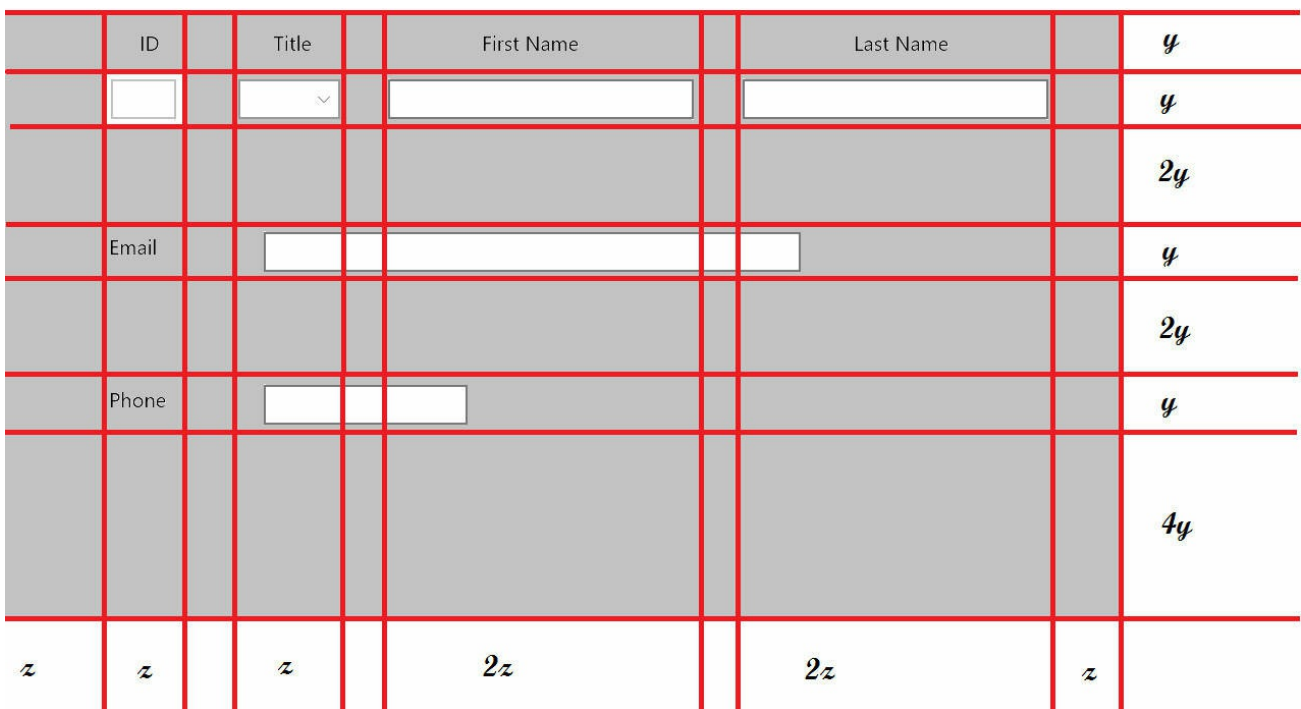 ID Title First Name Last Name y
y
2y
Email y
2y
Phone y
4y
z z z 2z 2z z